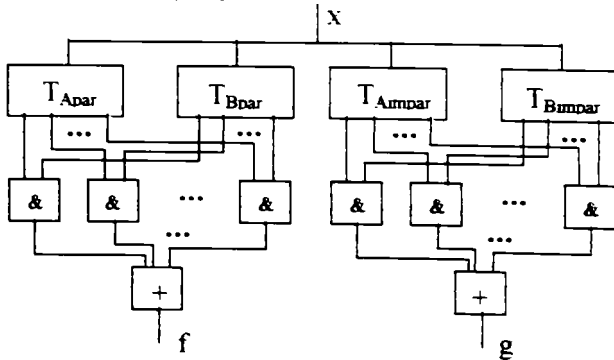 X
T_Apar T_Bpar T_Aimpar T_Bimpar
... ... ... ...
& & ... & & & ... &
... ...
+ +
f g